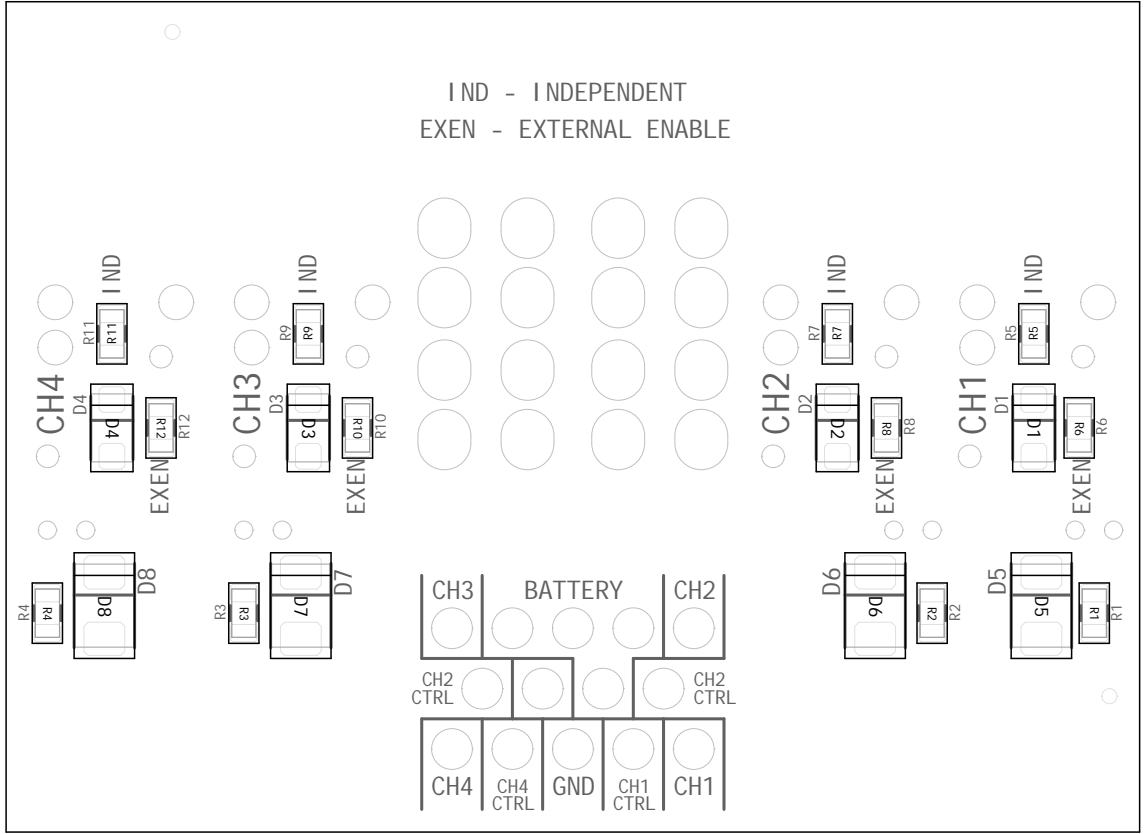 IND - INDEPENDENT
EXEN - EXTERNAL ENABLE
IND
IND
IND
IND
R11
R11
R9
R9
R7
R7
R5
R5
CH4
D4
D4
R12
R12
CH3
D3
D3
R10
R10
CH2
D2
D2
R8
R8
CH1
D1
D1
R6
R6
EXEN
EXEN
EXEN
EXEN
R4
R4
D8
D8
R3
R3
D7
D7
D6
D6
R2
R2
D5
D5
R1
R1
CH3 BATTERY CH2
CH2
CTRL
CH2
CTRL
CH4
CH4
CTRL
GND
CH1
CTRL
CH1